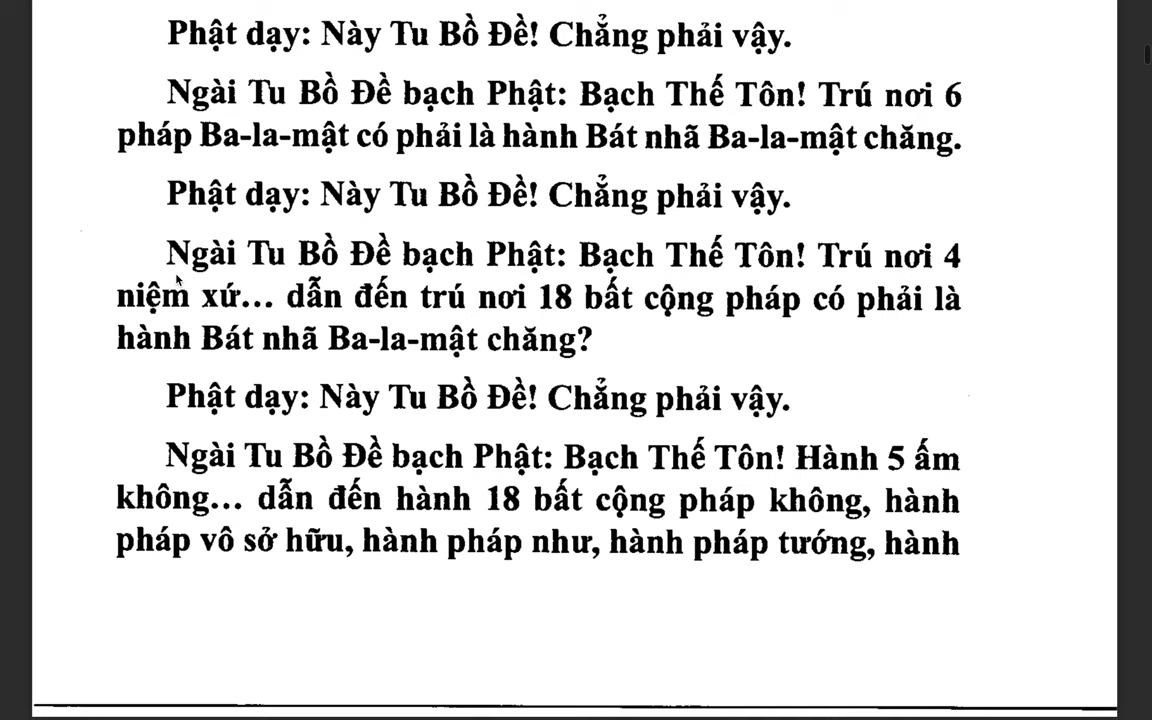 Phật dạy: Này Tu Bồ Đề! Chẳng phải vậy.
Ngài Tu Bồ Đề bạch Phật: Bạch Thế Tôn! Trú nơi 6
pháp Ba-la-mật có phải là hành Bát nhã Ba-la-mật chăng.
Phật dạy: Này Tu Bồ Đề! Chẳng phải vậy.
Ngài Tu Bồ Đề bạch Phật: Bạch Thế Tôn! Trú nơi 4
niệm xứ... dẫn đến trú nơi 18 bất cộng pháp có phải là
hành Bát nhã Ba-la-mật chăng?
Phật dạy: Này Tu Bồ Đề! Chẳng phải vậy.
Ngài Tu Bồ Đề bạch Phật: Bạch Thế Tôn! Hành 5 ấm
không... dẫn đến hành 18 bất cộng pháp không, hành
pháp vô sở hữu, hành pháp như, hành pháp tướng, hành